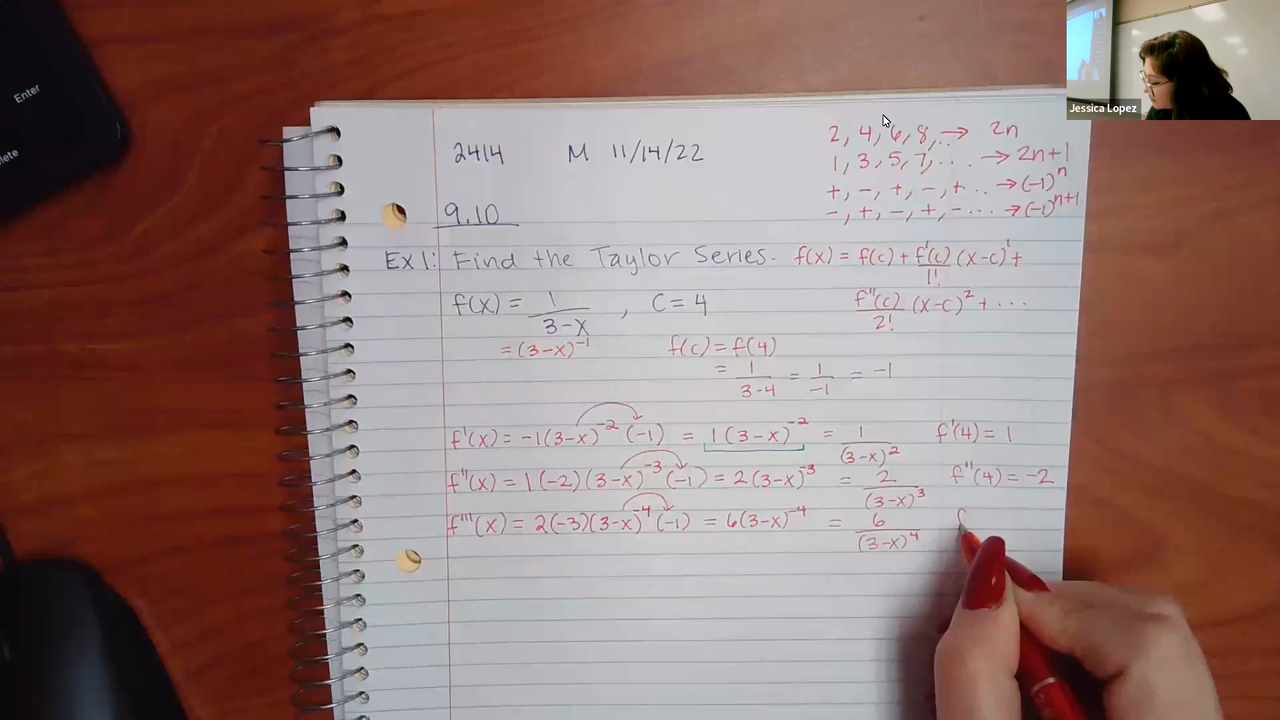 Enter
lete
Jessica Lopez
2414 M 11/14/22
2, 4, 6, 8, ... → 2n
1, 3, 5, 7, ... → 2n+1
+, -, +, -, + ... → (-1)^n
-, +, -, +, - ... → (-1)^{n+1}
9.10
Ex 1: Find the Taylor Series. f(x) = f(c) + f'(c)/1! (x-c)^1 +
f(x) = 1/(3-x) , C = 4 f''(c)/2! (x-c)^2 + ...
= (3-x)^{-1} f(c) = f(4)
= 1/(3-4) = 1/-1 = -1
f'(x) = -1(3-x)^{-2}(-1) = 1(3-x)^{-2} = 1/(3-x)^2 f'(4) = 1
f''(x) = 1(-2)(3-x)^{-3}(-1) = 2(3-x)^{-3} = 2/(3-x)^3 f''(4) = -2
f'''(x) = 2(-3)(3-x)^{-4}(-1) = 6(3-x)^{-4} = 6/(3-x)^4